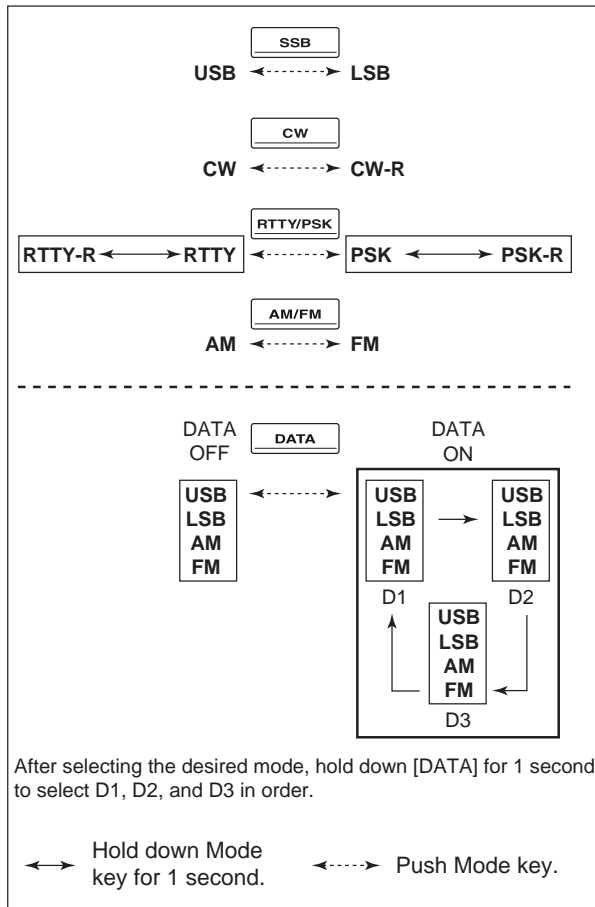 SSB
USB LSB
CW
CW CW-R
RTTY/PSK
RTTY-R RTTY PSK PSK-R
AM/FM
AM FM
DATA OFF
DATA
DATA ON
USB
LSB
AM
FM
USB
LSB
AM
FM
D1
USB
LSB
AM
FM
D2
USB
LSB
AM
FM
D3
After selecting the desired mode, hold down [DATA] for 1 second
to select D1, D2, and D3 in order.
Hold down Mode
key for 1 second.
Push Mode key.